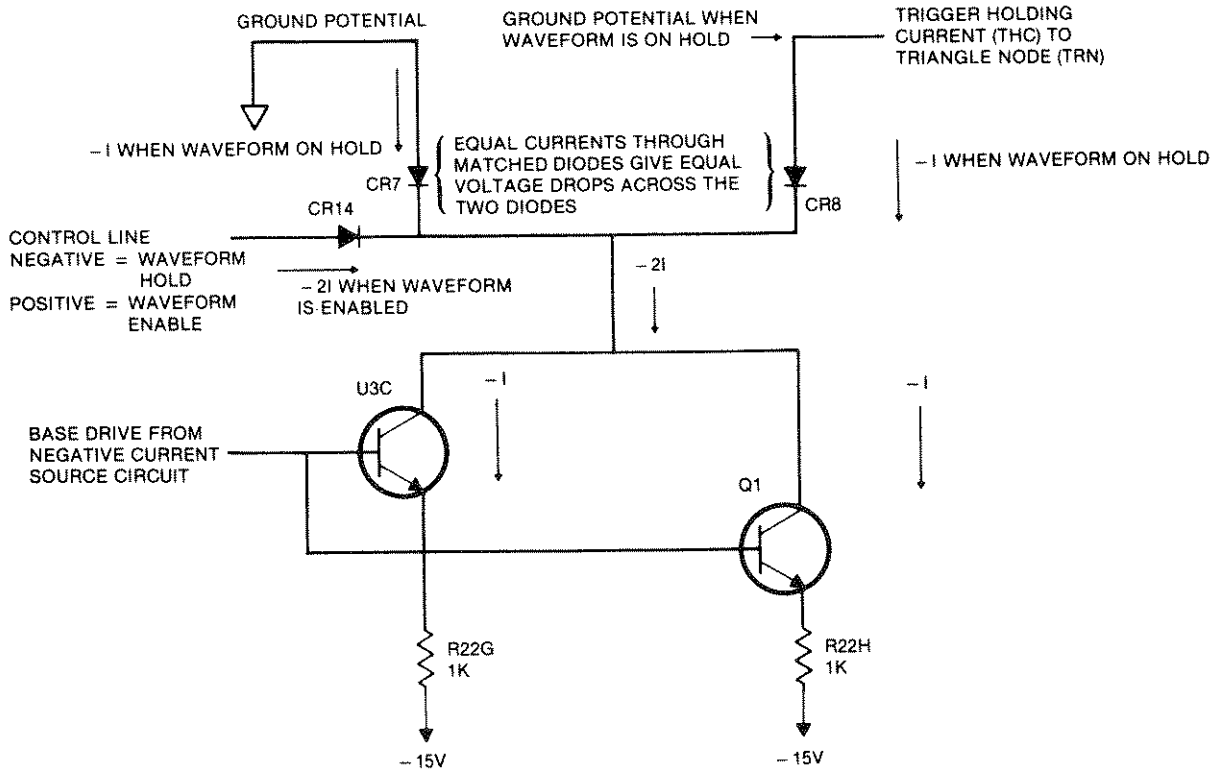 GROUND POTENTIAL
GROUND POTENTIAL WHEN
WAVEFORM IS ON HOLD
TRIGGER HOLDING
CURRENT (THC) TO
TRIANGLE NODE (TRN)
– I WHEN WAVEFORM ON HOLD
EQUAL CURRENTS THROUGH
MATCHED DIODES GIVE EQUAL
VOLTAGE DROPS ACROSS THE
TWO DIODES
– I WHEN WAVEFORM ON HOLD
CR7
CR8
CR14
CONTROL LINE
NEGATIVE = WAVEFORM
HOLD
POSITIVE = WAVEFORM
ENABLE
– 2I WHEN WAVEFORM
IS ENABLED
– 2I
U3C
– I
– I
BASE DRIVE FROM
NEGATIVE CURRENT
SOURCE CIRCUIT
Q1
R22G
1K
R22H
1K
– 15V
– 15V